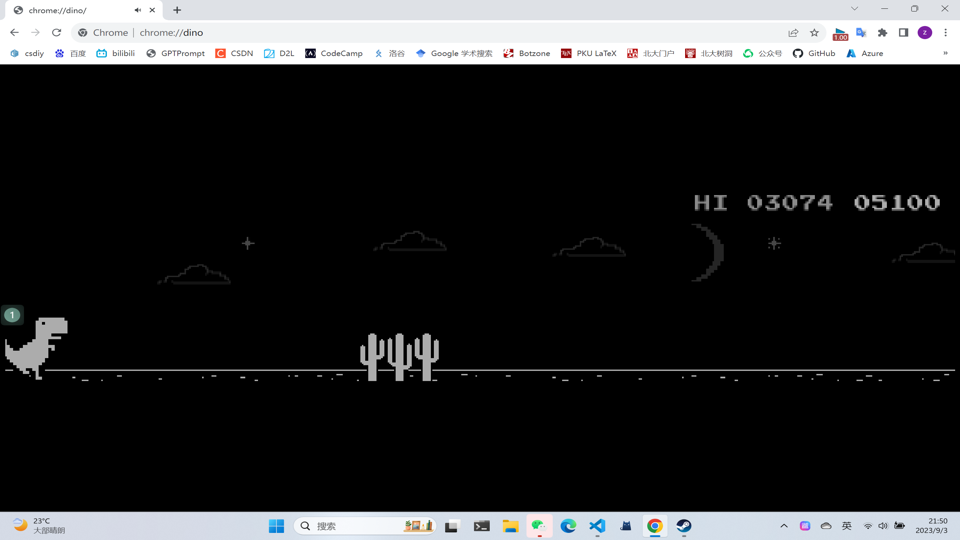 chrome://dino/
Chrome | chrome://dino
1.00
z
csdiy 百度 bilibili GPTPrompt CSDN D2L CodeCamp 洛谷 Google 学术搜索 Botzone PKU LaTeX 北大门户 北大树洞 公众号 GitHub Azure »
HI 03074 05100
1
23°C
大部晴朗
搜索
英
21:50
2023/9/3